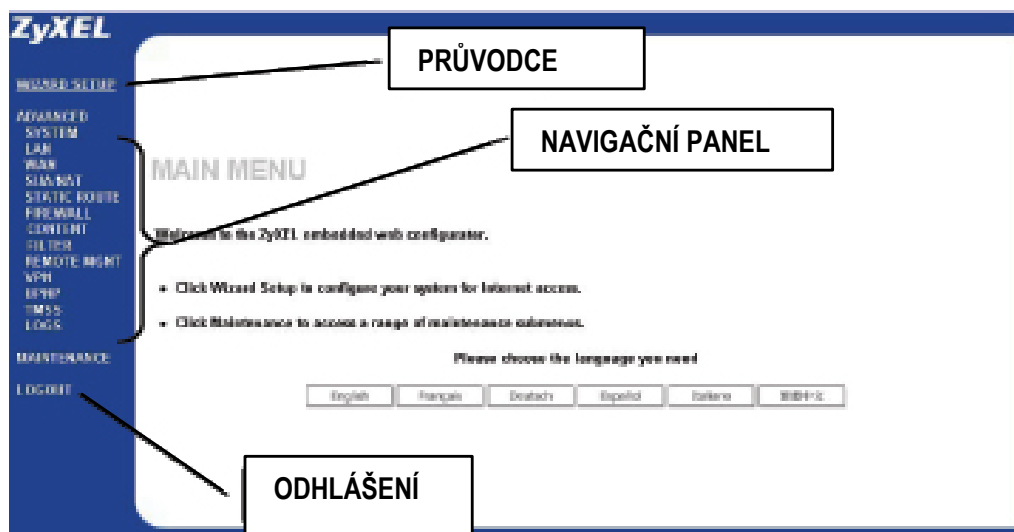 ZyXEL
PRŮVODCE
WIZARD SETUP
ADVANCED
SYSTEM
LAN
WAN
SUA/NAT
STATIC ROUTE
FIREWALL
CONTENT
FILTER
REMOTE MGMT
VPN
UPNP
TMSS
LOGS
MAINTENANCE
LOGOUT
NAVIGAČNÍ PANEL
MAIN MENU
Welcome to the ZyXEL embedded web configurator.
• Click Wizard Setup to configure your system for Internet access.
• Click Maintenance to access a range of maintenance submenus.
Please choose the language you need
English Français Deutsch Español Italiano
ODHLÁŠENÍ